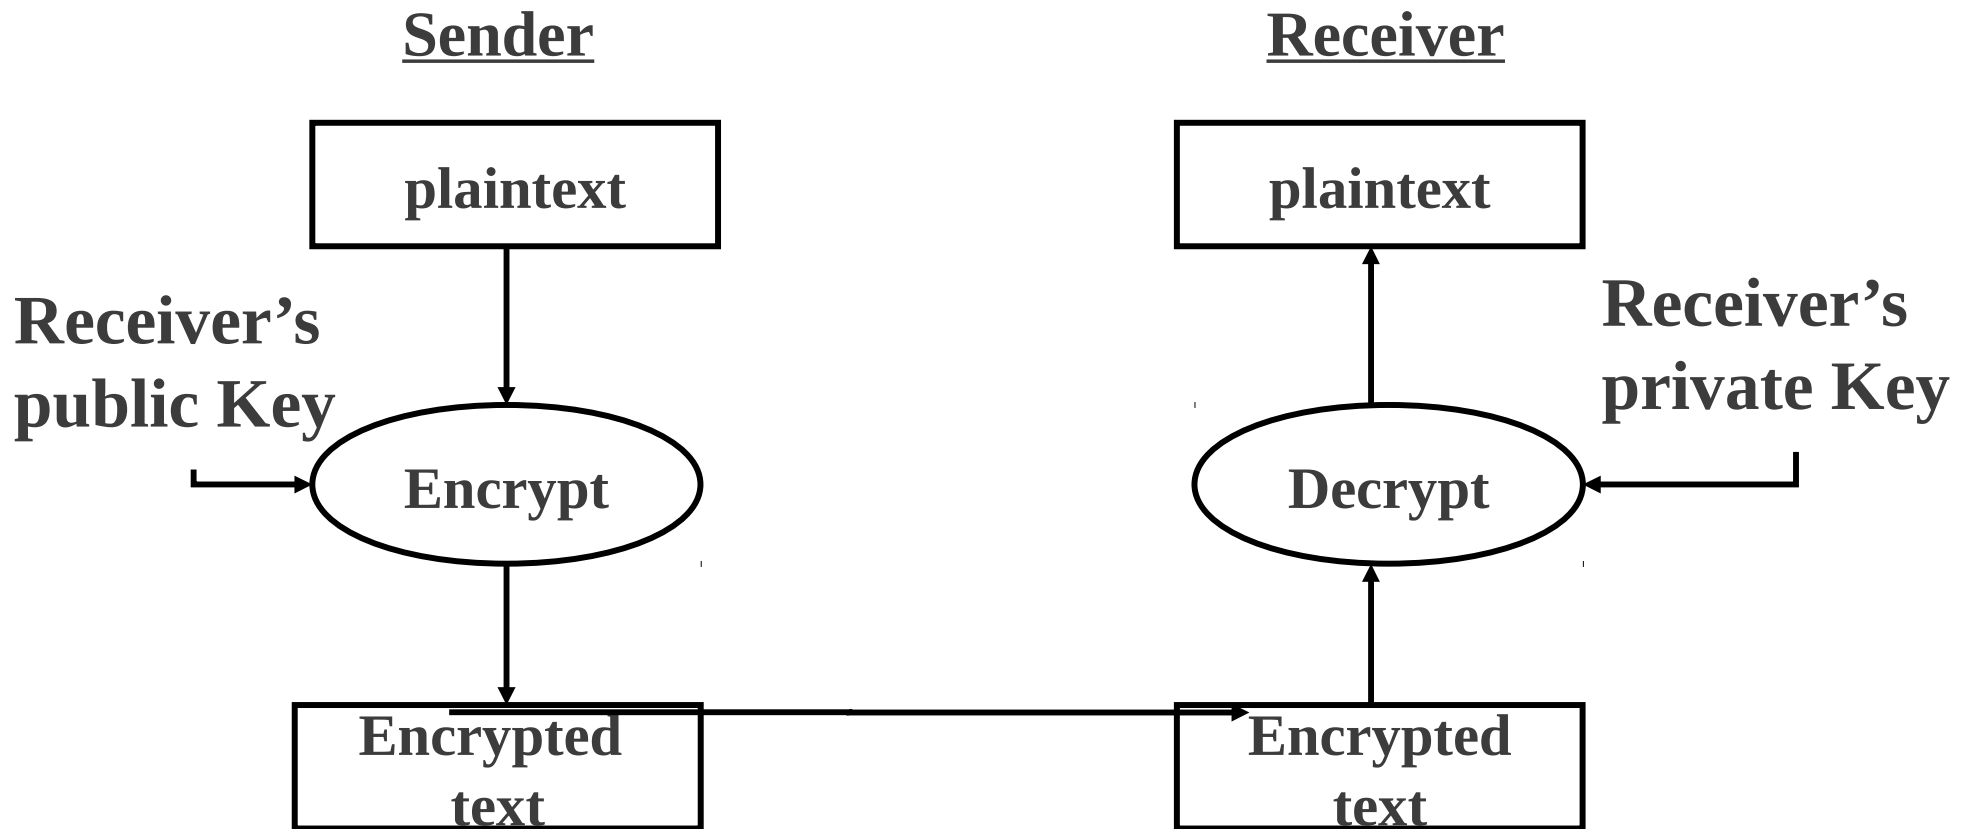 Sender
Receiver
plaintext
plaintext
Receiver’s
public Key
Receiver’s
private Key
Encrypt
Decrypt
Encrypted
text
Encrypted
text